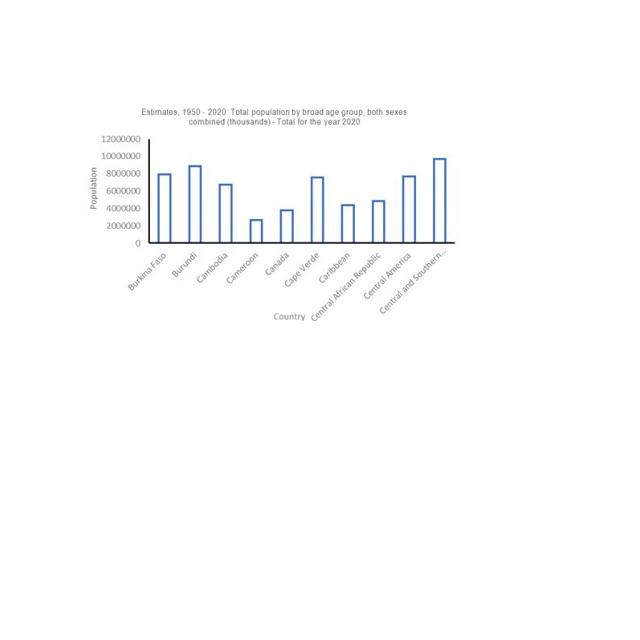 Estimates, 1950 - 2020: Total population by broad age group, both sexes
combined (thousands) - Total for the year 2020
12000000
10000000
8000000
6000000
4000000
2000000
0
Population
Burkina Faso
Burundi
Cambodia
Cameroon
Canada
Cape Verde
Caribbean
Central African Republic
Central America
Central and Southern...
Country